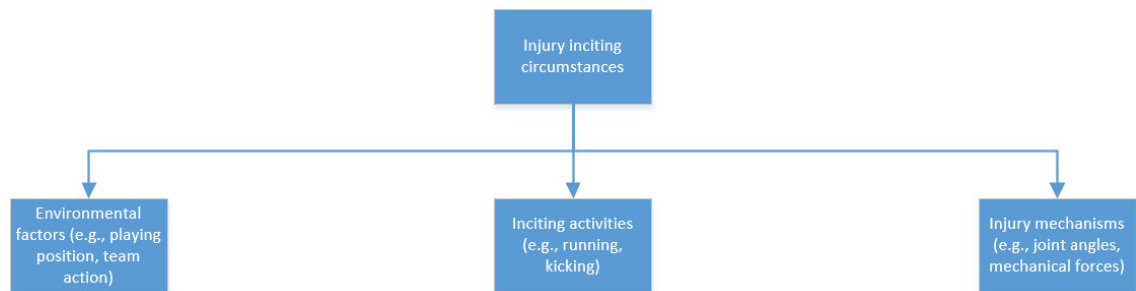 Injury inciting
circumstances
Environmental
factors (e.g., playing
position, team
action)
Inciting activities
(e.g., running,
kicking)
Injury mechanisms
(e.g., joint angles,
mechanical forces)